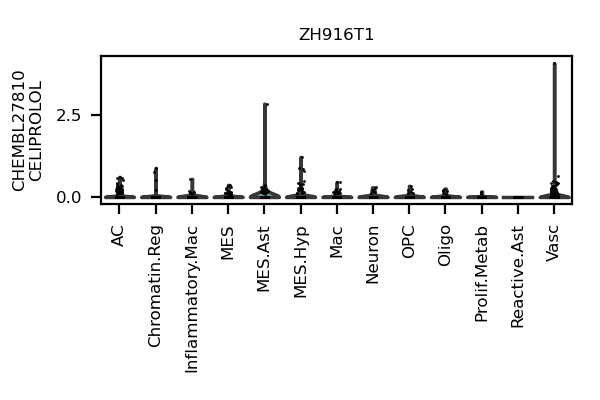 ZH916T1
CHEMBL27810
CELIPROLOL
2.5
0.0
AC
Chromatin.Reg
Inflammatory.Mac
MES
MES.Ast
MES.Hyp
Mac
Neuron
OPC
Oligo
Prolif.Metab
Reactive.Ast
Vasc